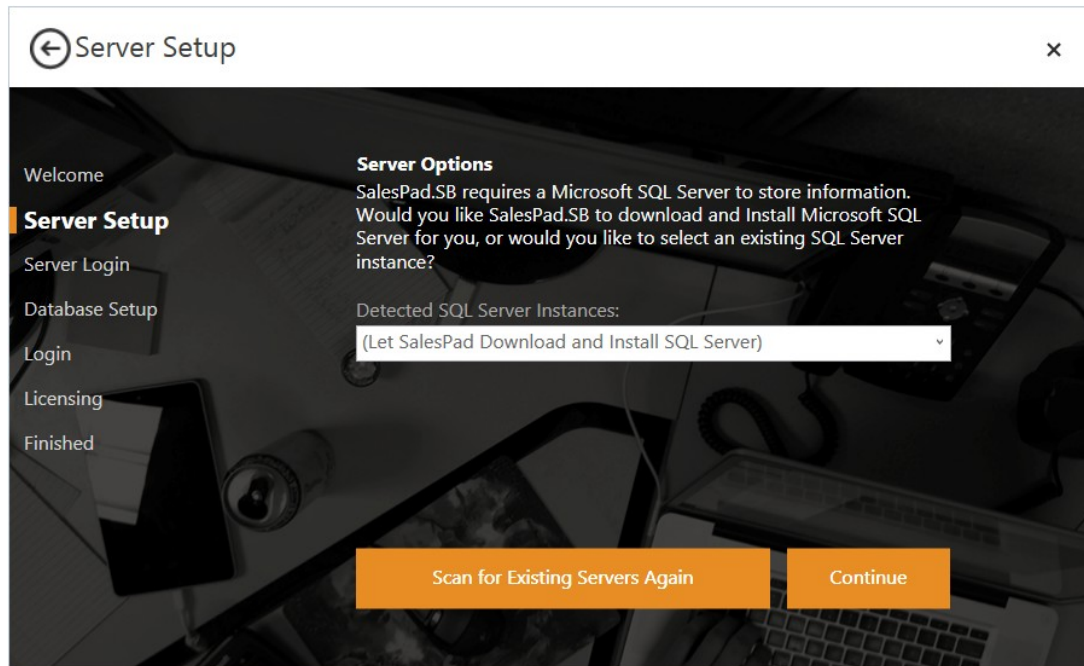 Server Setup
×
Welcome
Server Setup
Server Login
Database Setup
Login
Licensing
Finished
Server Options
SalesPad.SB requires a Microsoft SQL Server to store information.
Would you like SalesPad.SB to download and Install Microsoft SQL
Server for you, or would you like to select an existing SQL Server
instance?
Detected SQL Server Instances:
(Let SalesPad Download and Install SQL Server)
Scan for Existing Servers Again
Continue